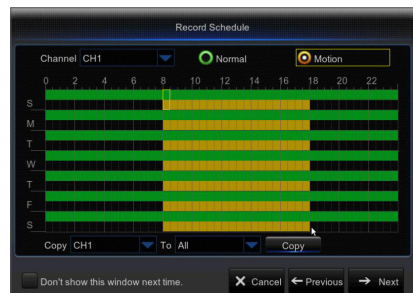 Record Schedule
Channel CH1 Normal Motion
0 2 4 6 8 10 12 14 16 18 20 22
S
M
T
W
T
F
S
Copy CH1 To All Copy
Don't show this window next time. Cancel Previous Next